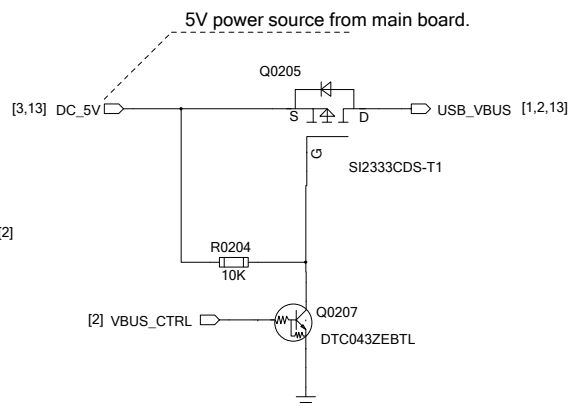 5V power source from main board.
Q0205
[3,13] DC_5V
S
D
USB_VBUS [1,2,13]
G
SI2333CDS-T1
[2]
R0204
10K
[2] VBUS_CTRL
Q0207
DTC043ZEBTL